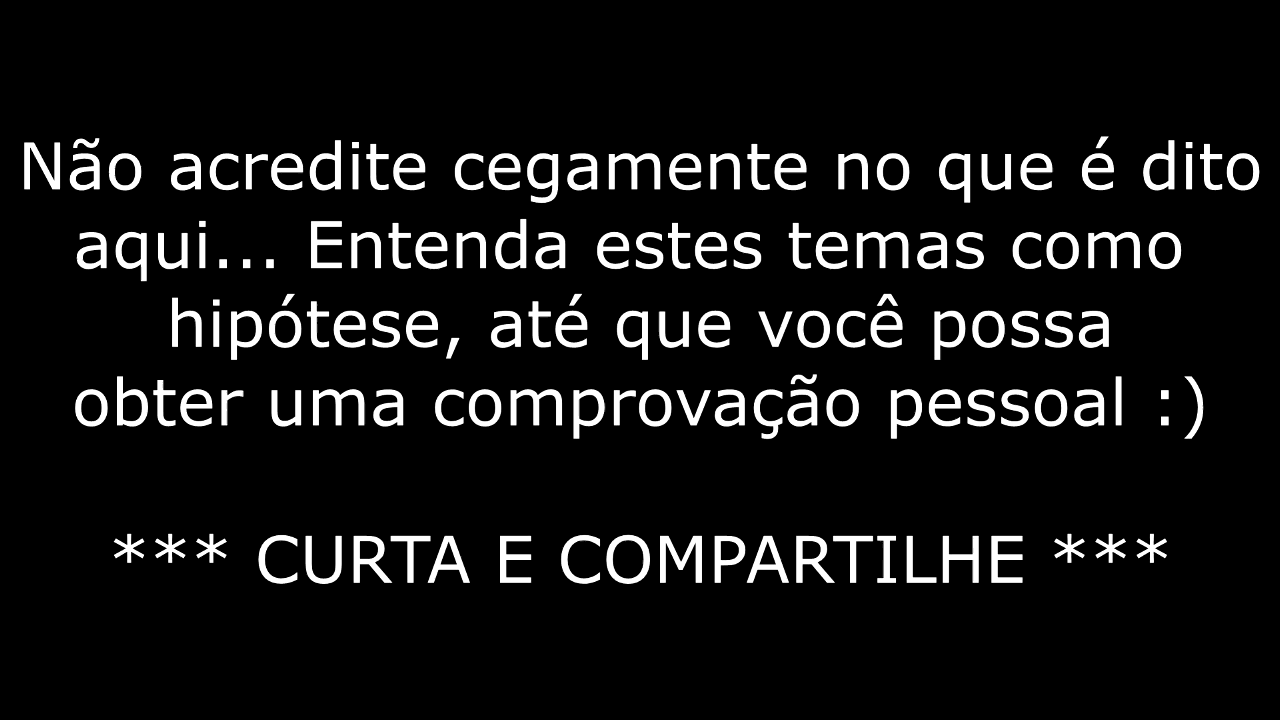 Não acredite cegamente no que é dito
aqui... Entenda estes temas como
hipótese, até que você possa
obter uma comprovação pessoal :)
*** CURTA E COMPARTILHE ***